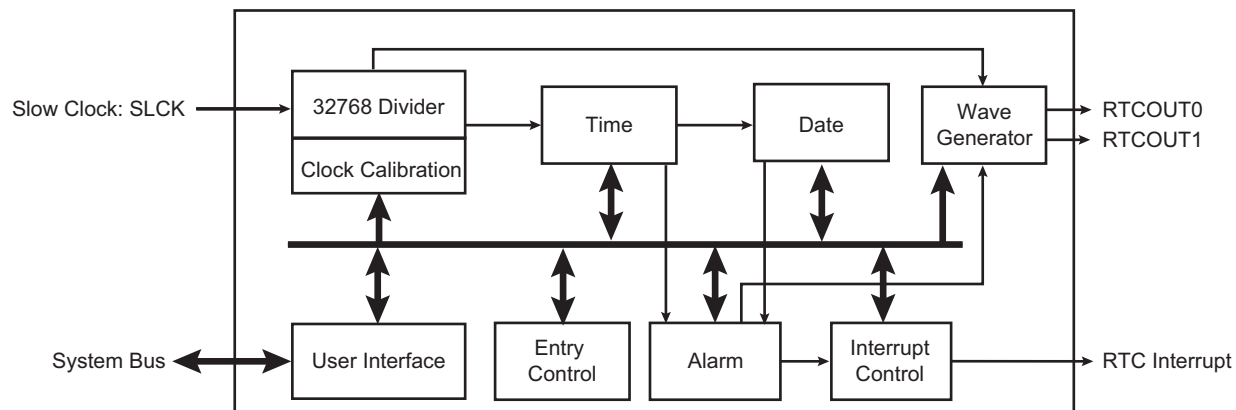 Slow Clock: SLCK
32768 Divider
Clock Calibration
Time
Date
Wave
Generator
RTCOUT0
RTCOUT1
System Bus
User Interface
Entry
Control
Alarm
Interrupt
Control
RTC Interrupt